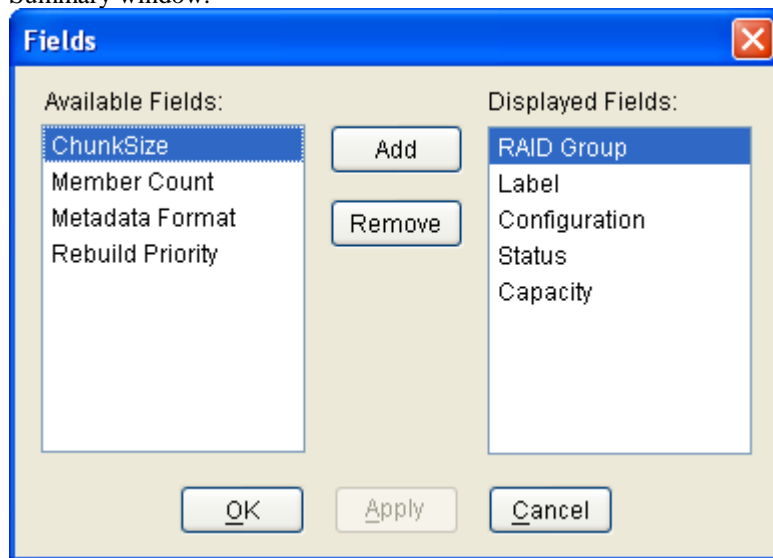 Summary window.
Fields
Available Fields:
ChunkSize
Member Count
Metadata Format
Rebuild Priority
Add
Remove
Displayed Fields:
RAID Group
Label
Configuration
Status
Capacity
OK
Apply
Cancel